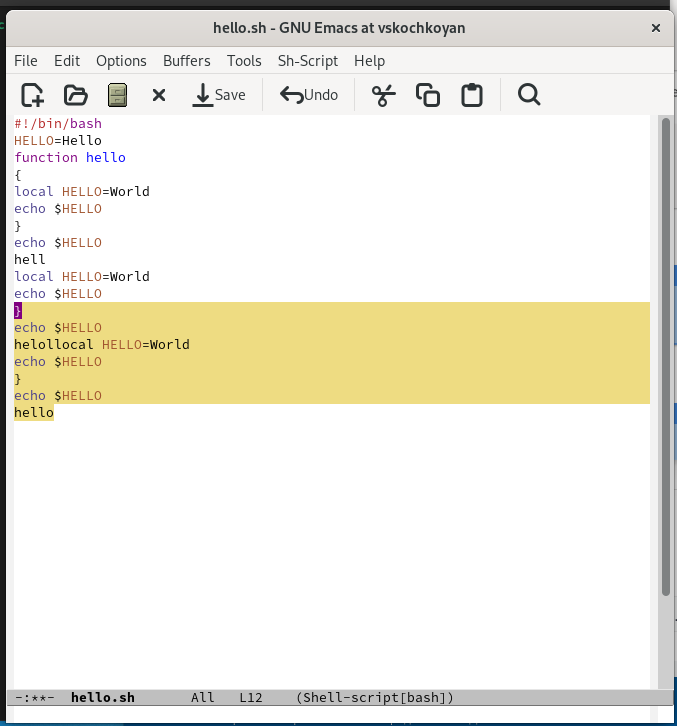 hello.sh - GNU Emacs at vskochkoyan
File Edit Options Buffers Tools Sh-Script Help
Save Undo
#!/bin/bash
HELLO=Hello
function hello
{
local HELLO=World
echo $HELLO
}
echo $HELLO
hell
local HELLO=World
echo $HELLO
}
echo $HELLO
helollocal HELLO=World
echo $HELLO
}
echo $HELLO
hello
-:**- hello.sh All L12 (Shell-script[bash])